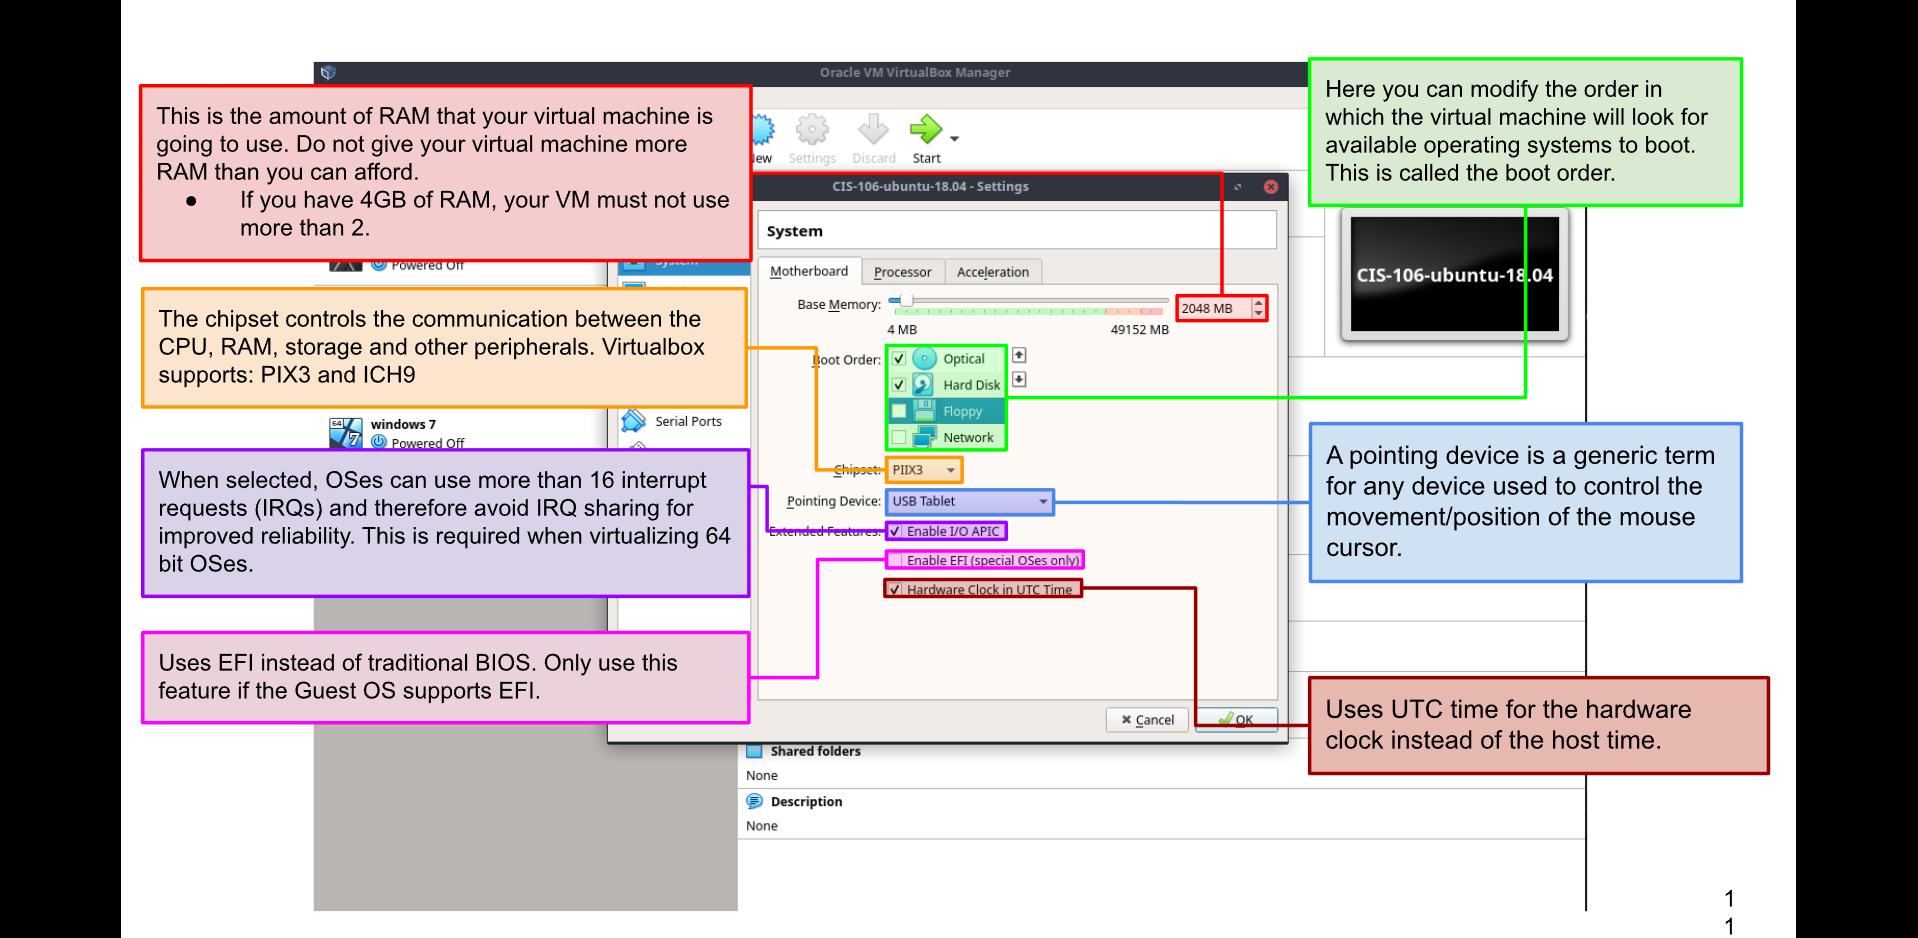 Oracle VM VirtualBox Manager
This is the amount of RAM that your virtual machine is
going to use. Do not give your virtual machine more
RAM than you can afford.
● If you have 4GB of RAM, your VM must not use
more than 2.
Settings
Discard
Start
Here you can modify the order in
which the virtual machine will look for
available operating systems to boot.
This is called the boot order.
CIS-106-ubuntu-18.04 - Settings
System
Powered Off
Motherboard
Processor
Acceleration
Base Memory:
2048 MB
4 MB
49152 MB
CIS-106-ubuntu-18.04
The chipset controls the communication between the
CPU, RAM, storage and other peripherals. Virtualbox
supports: PIX3 and ICH9
Boot Order:
Optical
Hard Disk
Floppy
Network
Serial Ports
64
7
windows 7
Powered Off
When selected, OSes can use more than 16 interrupt
requests (IRQs) and therefore avoid IRQ sharing for
improved reliability. This is required when virtualizing 64
bit OSes.
Chipset:
PIIX3
Pointing Device:
USB Tablet
Extended Features:
Enable I/O APIC
Enable EFI (special OSes only)
Hardware Clock in UTC Time
A pointing device is a generic term
for any device used to control the
movement/position of the mouse
cursor.
Uses EFI instead of traditional BIOS. Only use this
feature if the Guest OS supports EFI.
Cancel
OK
Uses UTC time for the hardware
clock instead of the host time.
Shared folders
None
Description
None
1
1